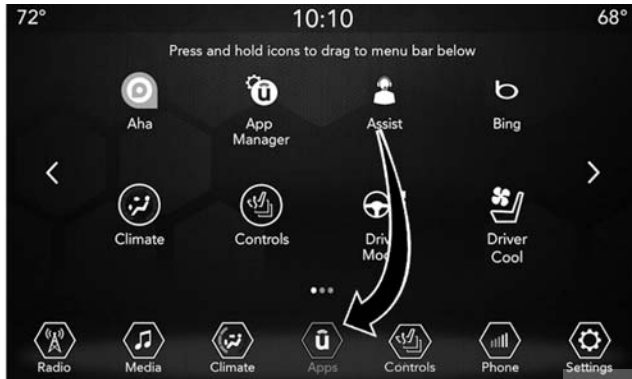 72°
10:10
68°
Press and hold icons to drag to menu bar below
Aha
App
Manager
Assist
Bing
Climate
Controls
Driver
Cool
Radio
Media
Climate
Apps
Controls
Phone
Settings